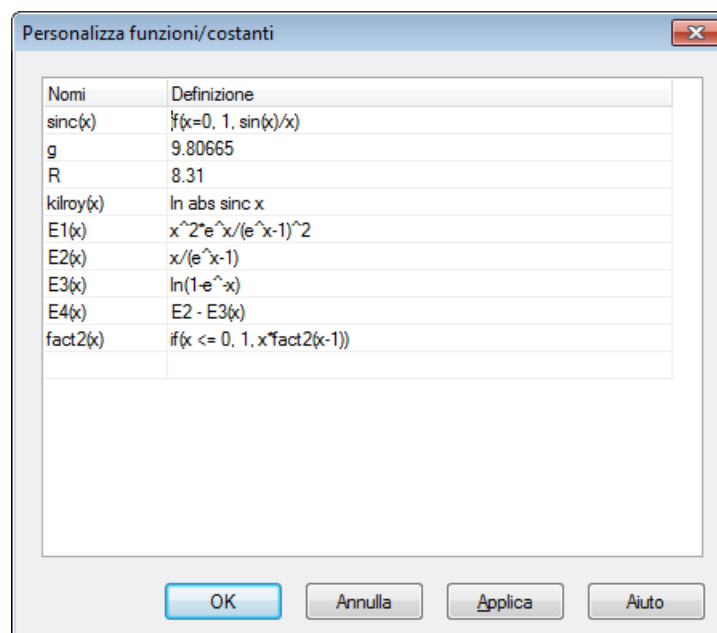 Personalizza funzioni/costanti
Nomi Definizione
sinc(x) if(x=0, 1, sin(x)/x)
g 9.80665
R 8.31
kilroy(x) ln abs sinc x
E1(x) x^2*e^x/(e^x-1)^2
E2(x) x/(e^x-1)
E3(x) ln(1-e^-x)
E4(x) E2 - E3(x)
fact2(x) if(x <= 0, 1, x*fact2(x-1))
OK Annulla Applica Aiuto